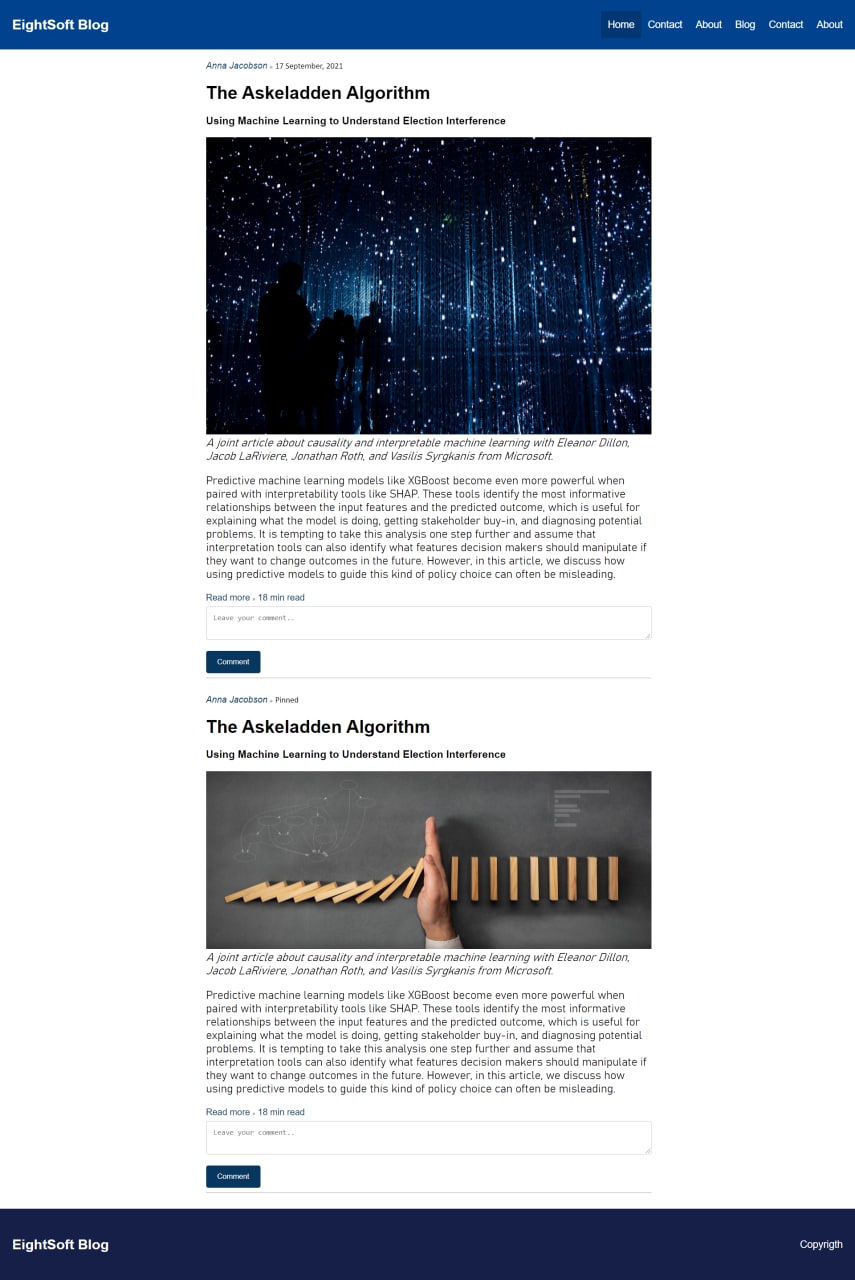 EightSoft Blog
Home Contact About Blog Contact About
Anna Jacobson • 17 September, 2021
The Askeladden Algorithm
Using Machine Learning to Understand Election Interference
A joint article about causality and interpretable machine learning with Eleanor Dillon,
Jacob LaRiviere, Jonathan Roth, and Vasilis Syrgkanis from Microsoft.
Predictive machine learning models like XGBoost become even more powerful when
paired with interpretability tools like SHAP. These tools identify the most informative
relationships between the input features and the predicted outcome, which is useful for
explaining what the model is doing, getting stakeholder buy-in, and diagnosing potential
problems. It is tempting to take this analysis one step further and assume that
interpretation tools can also identify what features decision makers should manipulate if
they want to change outcomes in the future. However, in this article, we discuss how
using predictive models to guide this kind of policy choice can often be misleading.
Read more • 18 min read
Leave your comment..
Comment
Anna Jacobson • Pinned
The Askeladden Algorithm
Using Machine Learning to Understand Election Interference
A joint article about causality and interpretable machine learning with Eleanor Dillon,
Jacob LaRiviere, Jonathan Roth, and Vasilis Syrgkanis from Microsoft.
Predictive machine learning models like XGBoost become even more powerful when
paired with interpretability tools like SHAP. These tools identify the most informative
relationships between the input features and the predicted outcome, which is useful for
explaining what the model is doing, getting stakeholder buy-in, and diagnosing potential
problems. It is tempting to take this analysis one step further and assume that
interpretation tools can also identify what features decision makers should manipulate if
they want to change outcomes in the future. However, in this article, we discuss how
using predictive models to guide this kind of policy choice can often be misleading.
Read more • 18 min read
Leave your comment..
Comment
EightSoft Blog
Copyrigth